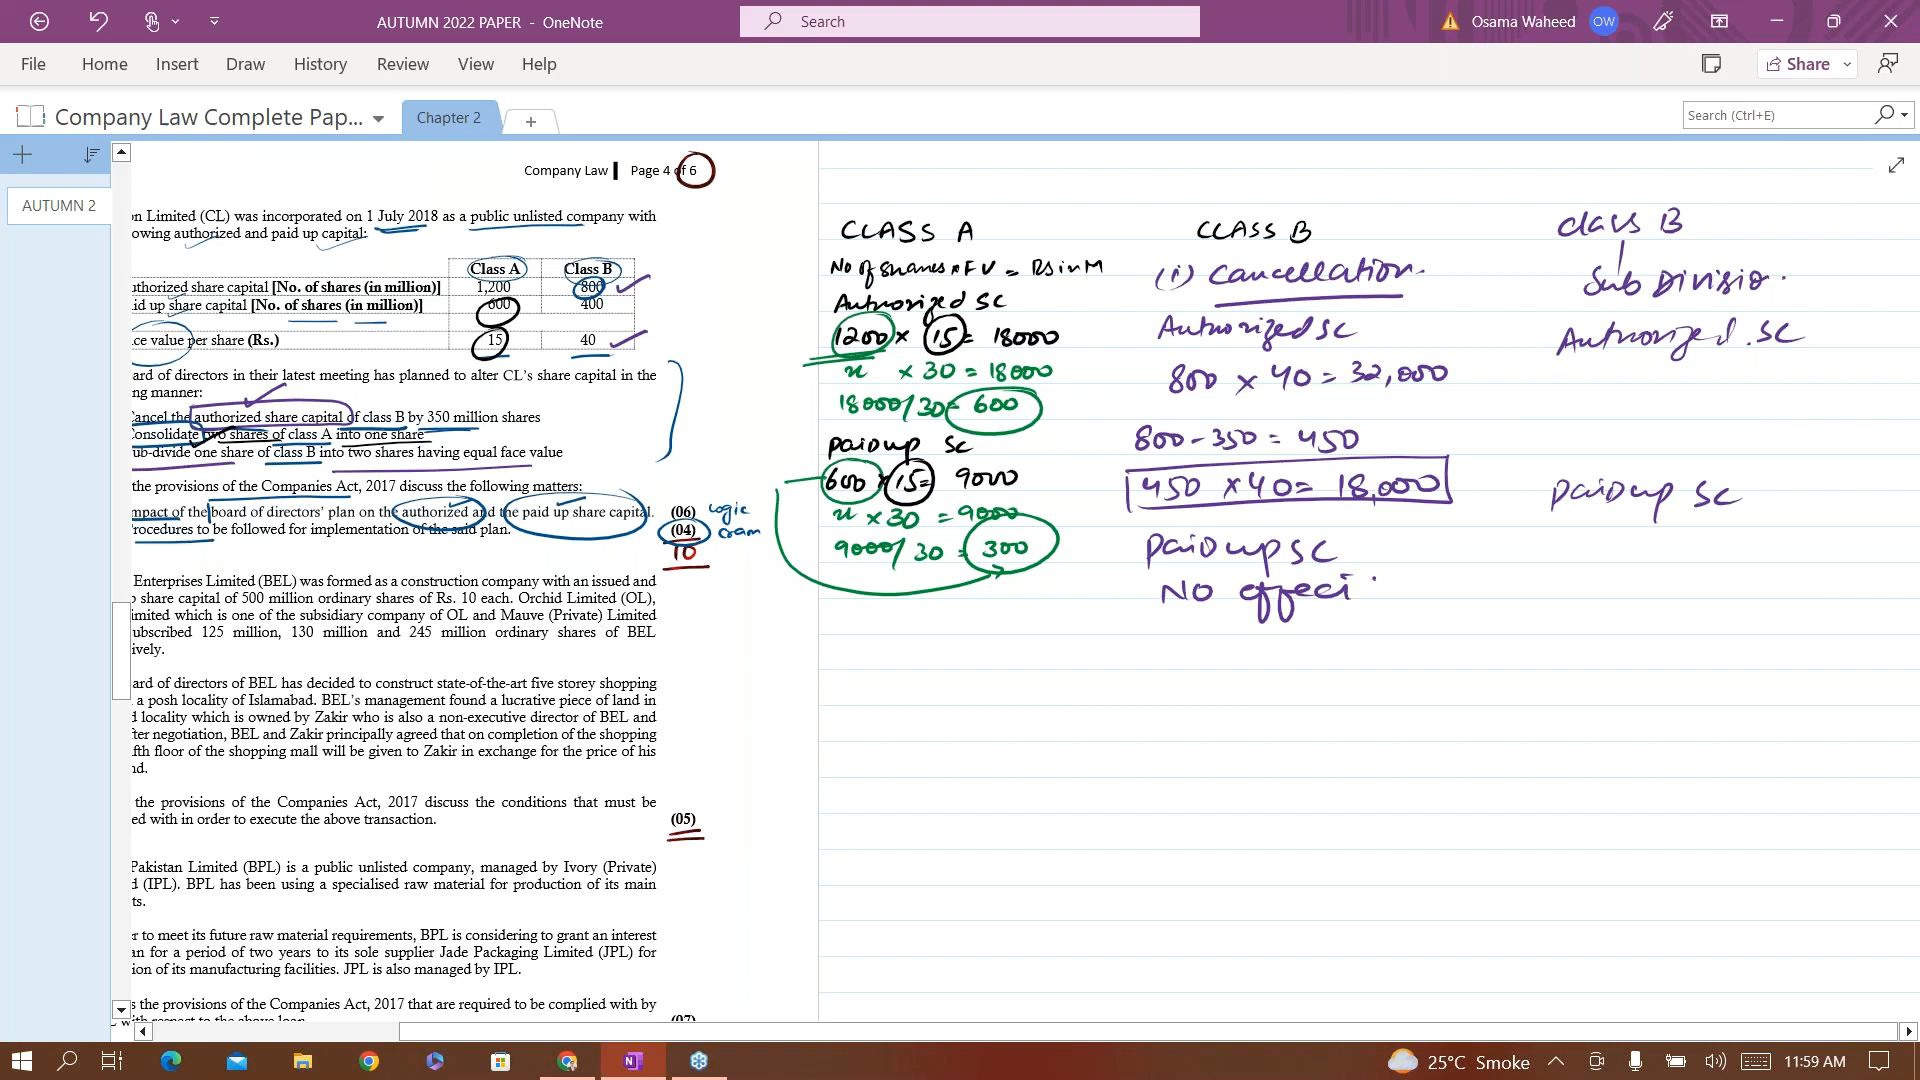 AUTUMN 2022 PAPER - OneNote
Search
Osama Waheed
OW
File
Home
Insert
Draw
History
Review
View
Help
Share
Company Law Complete Pap...
Chapter 2
Search (Ctrl+E)
AUTUMN 2
Company Law Page 4 of 6
n Limited (CL) was incorporated on 1 July 2018 as a public unlisted company with
owing authorized and paid up capital:
Class A Class B
uthorized share capital [No. of shares (in million)] 1,200 800
id up share capital [No. of shares (in million)] 600 400
ce value per share (Rs.) 15 40
ard of directors in their latest meeting has planned to alter CL's share capital in the
ng manner:
Cancel the authorized share capital of class B by 350 million shares
Consolidate two shares of class A into one share
ub-divide one share of class B into two shares having equal face value
the provisions of the Companies Act, 2017 discuss the following matters:
mpact of the board of directors' plan on the authorized and the paid up share capital. (06) logic
rocedures to be followed for implementation of the said plan. (04) cram
10
Enterprises Limited (BEL) was formed as a construction company with an issued and
share capital of 500 million ordinary shares of Rs. 10 each. Orchid Limited (OL),
imited which is one of the subsidiary company of OL and Mauve (Private) Limited
ubscribed 125 million, 130 million and 245 million ordinary shares of BEL
ively.
ard of directors of BEL has decided to construct state-of-the-art five storey shopping
a posh locality of Islamabad. BEL's management found a lucrative piece of land in
d locality which is owned by Zakir who is also a non-executive director of BEL and
fter negotiation, BEL and Zakir principally agreed that on completion of the shopping
ifth floor of the shopping mall will be given to Zakir in exchange for the price of his
nd.
the provisions of the Companies Act, 2017 discuss the conditions that must be
ed with in order to execute the above transaction. (05)
Pakistan Limited (BPL) is a public unlisted company, managed by Ivory (Private)
d (IPL). BPL has been using a specialised raw material for production of its main
ts.
r to meet its future raw material requirements, BPL is considering to grant an interest
an for a period of two years to its sole supplier Jade Packaging Limited (JPL) for
ion of its manufacturing facilities. JPL is also managed by IPL.
s the provisions of the Companies Act, 2017 that are required to be complied with by
with respect to the above loan. (07)
CLASS A
No of shares × FV = Rs in M
Authorized SC
1200 × 15 = 18000
x × 30 = 18000
18000/30 = 600
Paid up SC
600 × 15 = 9000
x × 30 = 9000
9000/30 = 300
CLASS B
(i) Cancellation.
Authorized SC
800 × 40 = 32,000
800 - 350 = 450
450 × 40 = 18,000
Paid up SC
NO effect
Class B
Sub Divisio.
Authorized. SC
Paid up SC
25°C Smoke
11:59 AM